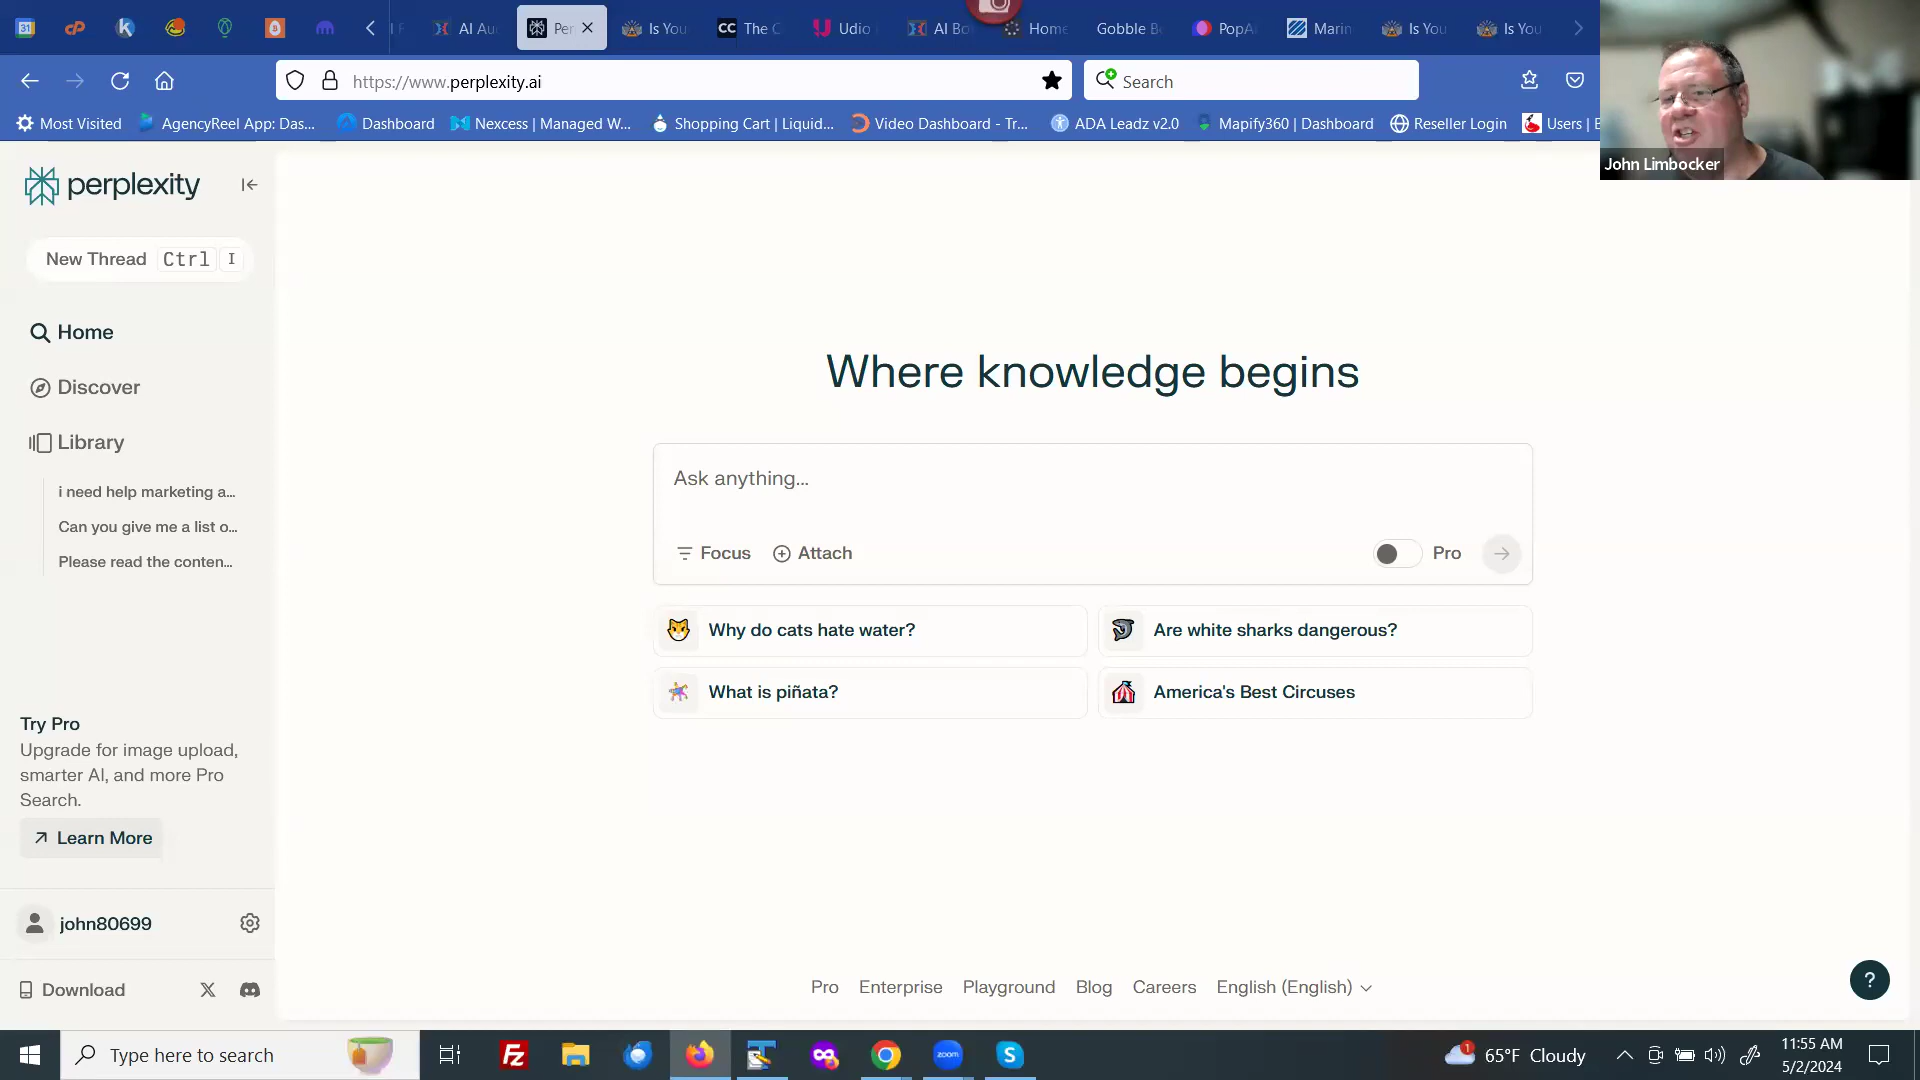 AI Au
Per
Is You
CC The C
Udio
AI Bo
Home
Gobble B
PopA
Marin
Is You
Is You
https://www.perplexity.ai
Search
Most Visited
AgencyReel App: Das...
Dashboard
Nexcess | Managed W...
Shopping Cart | Liquid...
Video Dashboard - Tr...
ADA Leadz v2.0
Mapify360 | Dashboard
Reseller Login
Users | E
John Limbocker
perplexity
New Thread Ctrl I
Home
Discover
Library
i need help marketing a...
Can you give me a list o...
Please read the conten...
Try Pro
Upgrade for image upload,
smarter AI, and more Pro
Search.
Learn More
john80699
Download
Where knowledge begins
Ask anything...
Focus
Attach
Pro
Why do cats hate water?
Are white sharks dangerous?
What is piñata?
America's Best Circuses
Pro
Enterprise
Playground
Blog
Careers
English (English)
?
Type here to search
zoom
1
65°F Cloudy
11:55 AM
5/2/2024